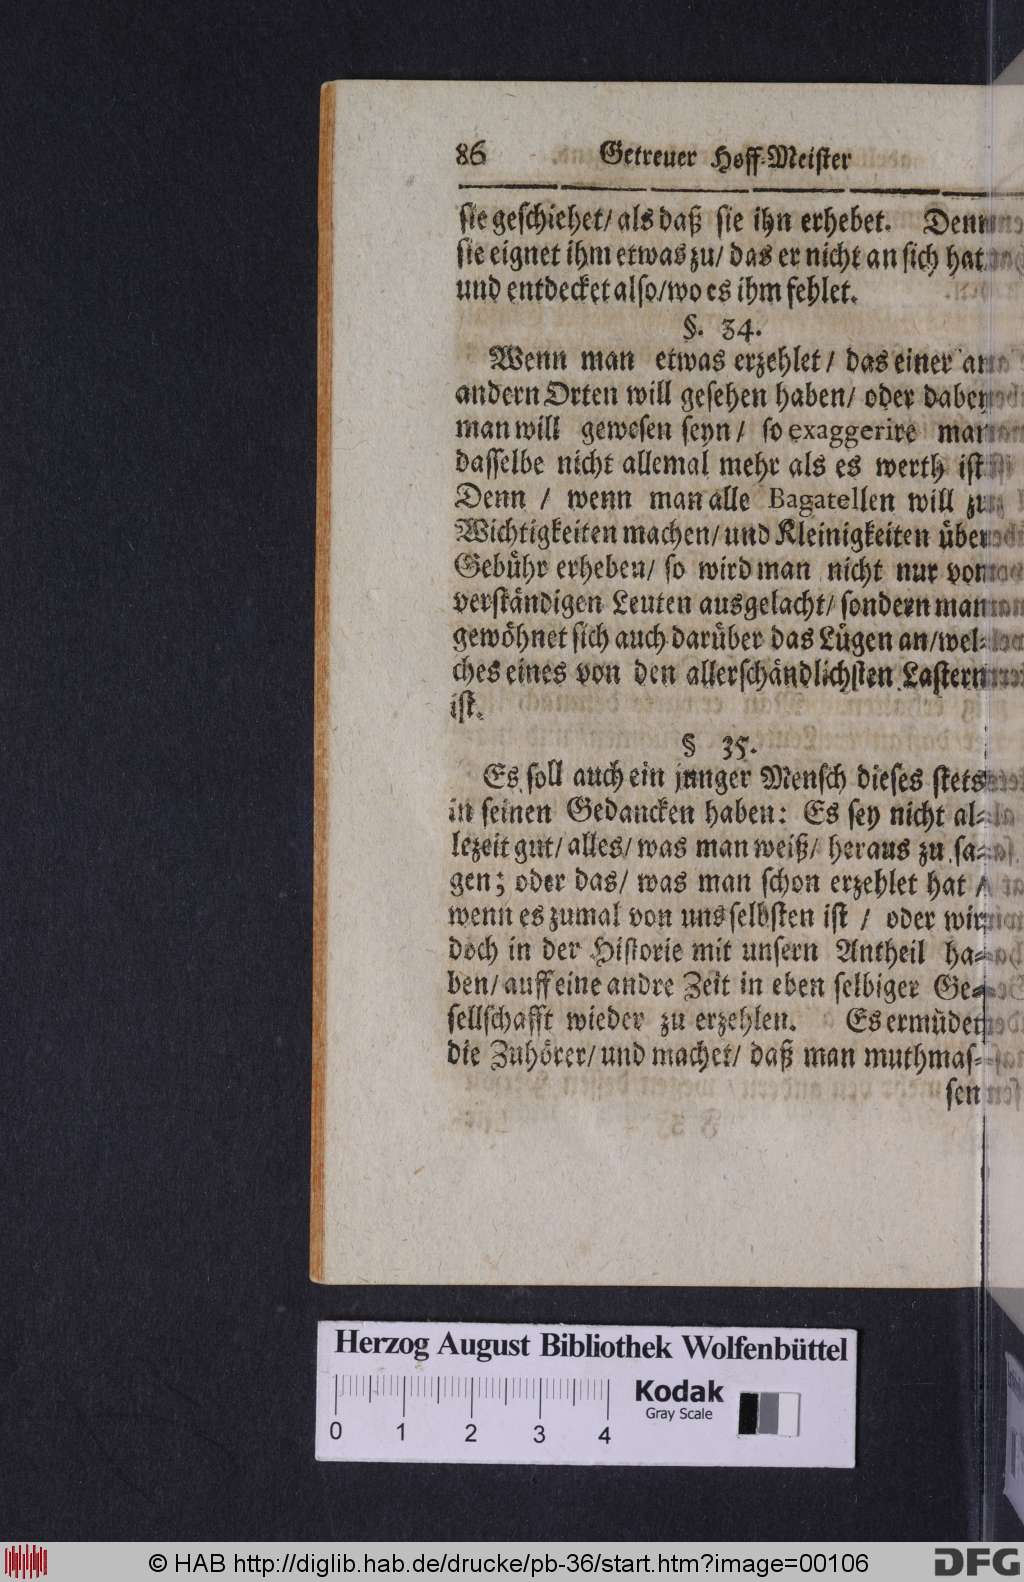 86 Getreuer Hoff-Meister
sie geschiehet/ als daß sie ihn erhebet. Denn
sie eignet ihm etwas zu/ das er nicht an sich hat
und entdecket also/ wo es ihm fehlet.
§. 34.
Wenn man etwas erzehlet/ das einer an
andern Orten will gesehen haben/ oder dabey
man will gewesen seyn/ so exaggerire man
dasselbe nicht allemal mehr als es werth ist
Denn / wenn man alle Bagatellen will zu
Wichtigkeiten machen/ und Kleinigkeiten über
Gebühr erheben/ so wird man nicht nur von
verständigen Leuten ausgelacht/ sondern man
gewöhnet sich auch darüber das Lügen an/ wel-
ches eines von den allerschändlichsten Lastern
ist.
§ 35.
Es soll auch ein junger Mensch dieses stets
in seinen Gedancken haben: Es sey nicht al-
lezeit gut/ alles/ was man weiß/ heraus zu sa-
gen; oder das/ was man schon erzehlet hat /
wenn es zumal von uns selbsten ist / oder wir
doch in der Historie mit unsern Antheil ha-
ben/ auff eine andre Zeit in eben selbiger Ge-
sellschafft wieder zu erzehlen. Es ermüdet
die Zuhörer/ und machet/ daß man muthmas-
sen
Herzog August Bibliothek Wolfenbüttel
Kodak
Gray Scale
0 1 2 3 4
© HAB http://diglib.hab.de/drucke/pb-36/start.htm?image=00106
DFG